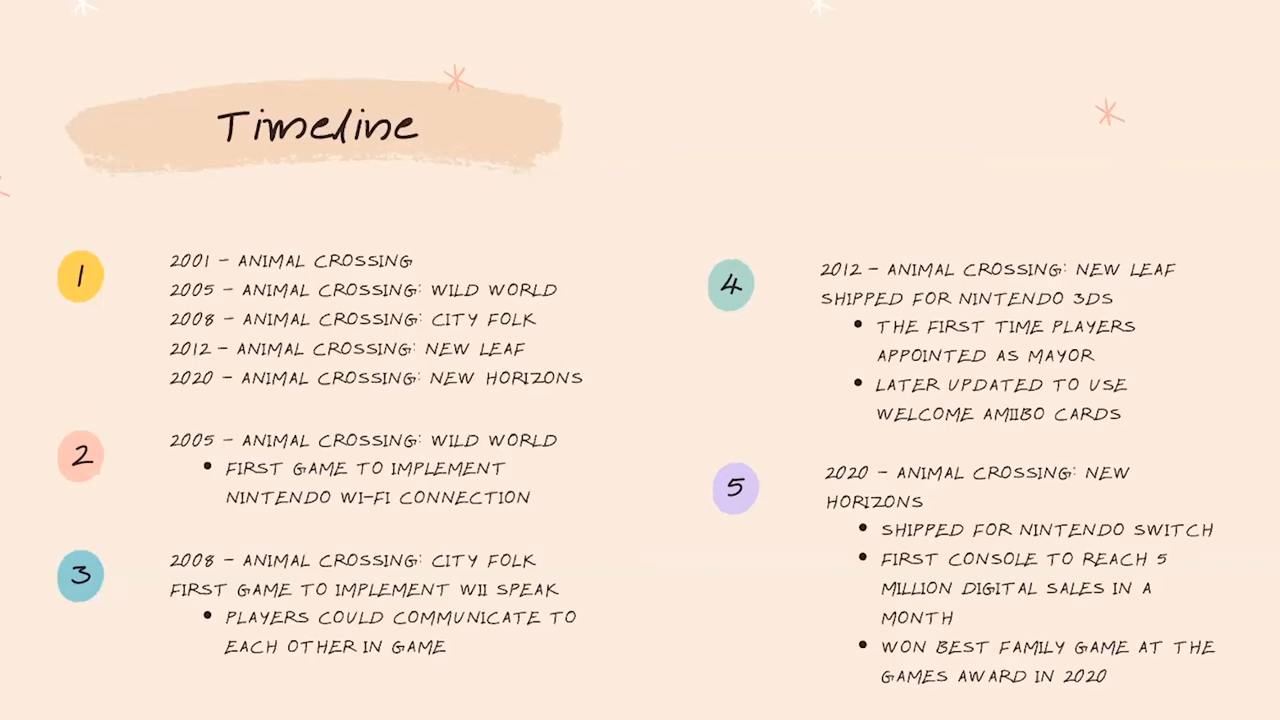 Timeline
1
2001 - ANIMAL CROSSING
2005 - ANIMAL CROSSING: WILD WORLD
2008 - ANIMAL CROSSING: CITY FOLK
2012 - ANIMAL CROSSING: NEW LEAF
2020 - ANIMAL CROSSING: NEW HORIZONS
2
2005 - ANIMAL CROSSING: WILD WORLD
• FIRST GAME TO IMPLEMENT
NINTENDO WI-FI CONNECTION
3
2008 - ANIMAL CROSSING: CITY FOLK
FIRST GAME TO IMPLEMENT WII SPEAK
• PLAYERS COULD COMMUNICATE TO
EACH OTHER IN GAME
4
2012 - ANIMAL CROSSING: NEW LEAF
SHIPPED FOR NINTENDO 3DS
• THE FIRST TIME PLAYERS
APPOINTED AS MAYOR
• LATER UPDATED TO USE
WELCOME AMIIBO CARDS
5
2020 - ANIMAL CROSSING: NEW
HORIZONS
• SHIPPED FOR NINTENDO SWITCH
• FIRST CONSOLE TO REACH 5
MILLION DIGITAL SALES IN A
MONTH
• WON BEST FAMILY GAME AT THE
GAMES AWARD IN 2020